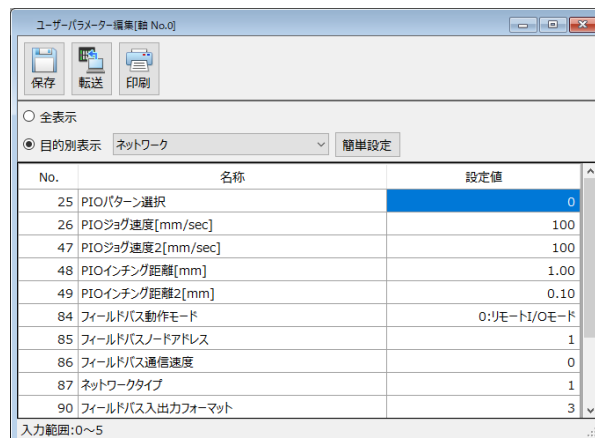 ユーザーパラメーター編集[軸 No.0]
保存 転送 印刷
全表示
目的別表示 ネットワーク 簡単設定
No. 名称 設定値
25 PIOパターン選択 0
26 PIOジョグ速度[mm/sec] 100
47 PIOジョグ速度2[mm/sec] 100
48 PIOインチング距離[mm] 1.00
49 PIOインチング距離2[mm] 0.10
84 フィールドバス動作モード 0:リモートI/Oモード
85 フィールドバスノードアドレス 1
86 フィールドバス通信速度 0
87 ネットワークタイプ 1
90 フィールドバス入出力フォーマット 3
入力範囲:0～5